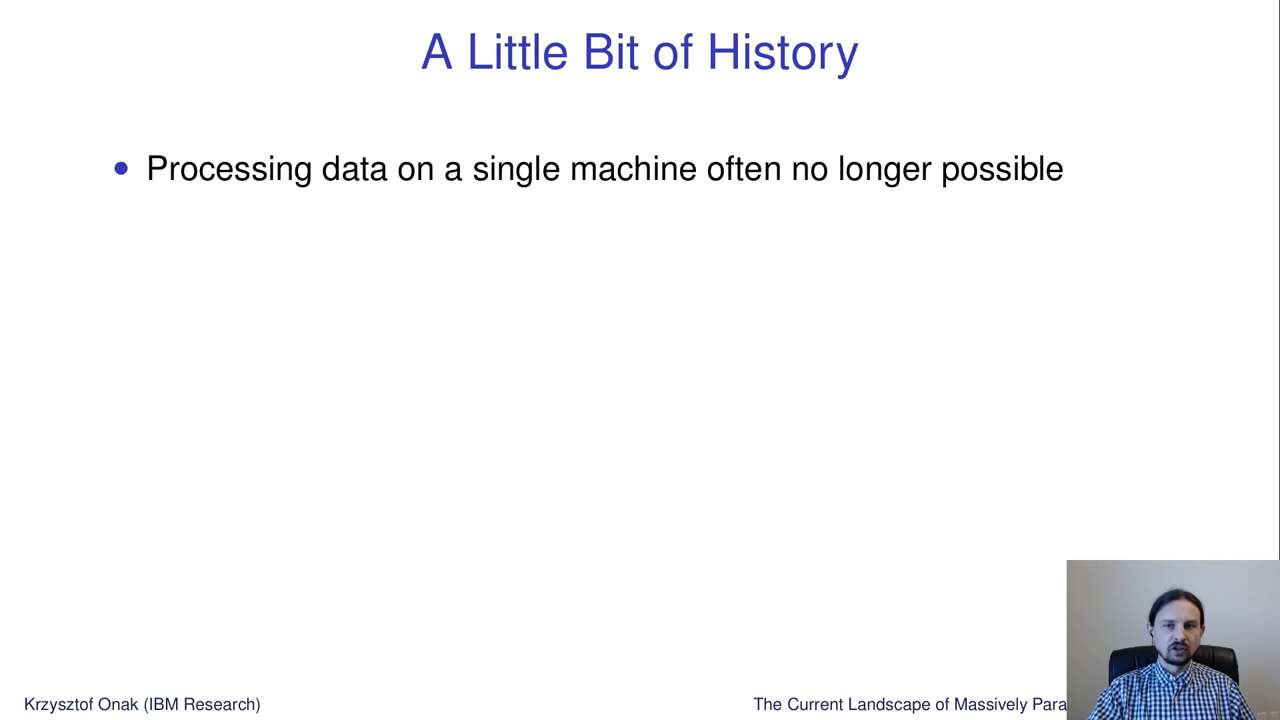 A Little Bit of History
• Processing data on a single machine often no longer possible
Krzysztof Onak (IBM Research)
The Current Landscape of Massively Para